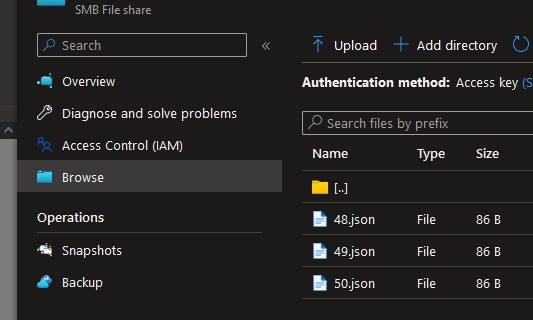 SMB File share
Search
«
Overview
Diagnose and solve problems
Access Control (IAM)
Browse
Operations
Snapshots
Backup
Upload + Add directory
Authentication method: Access key (S
Search files by prefix
Name Type Size
[..]
48.json File 86 B
49.json File 86 B
50.json File 86 B